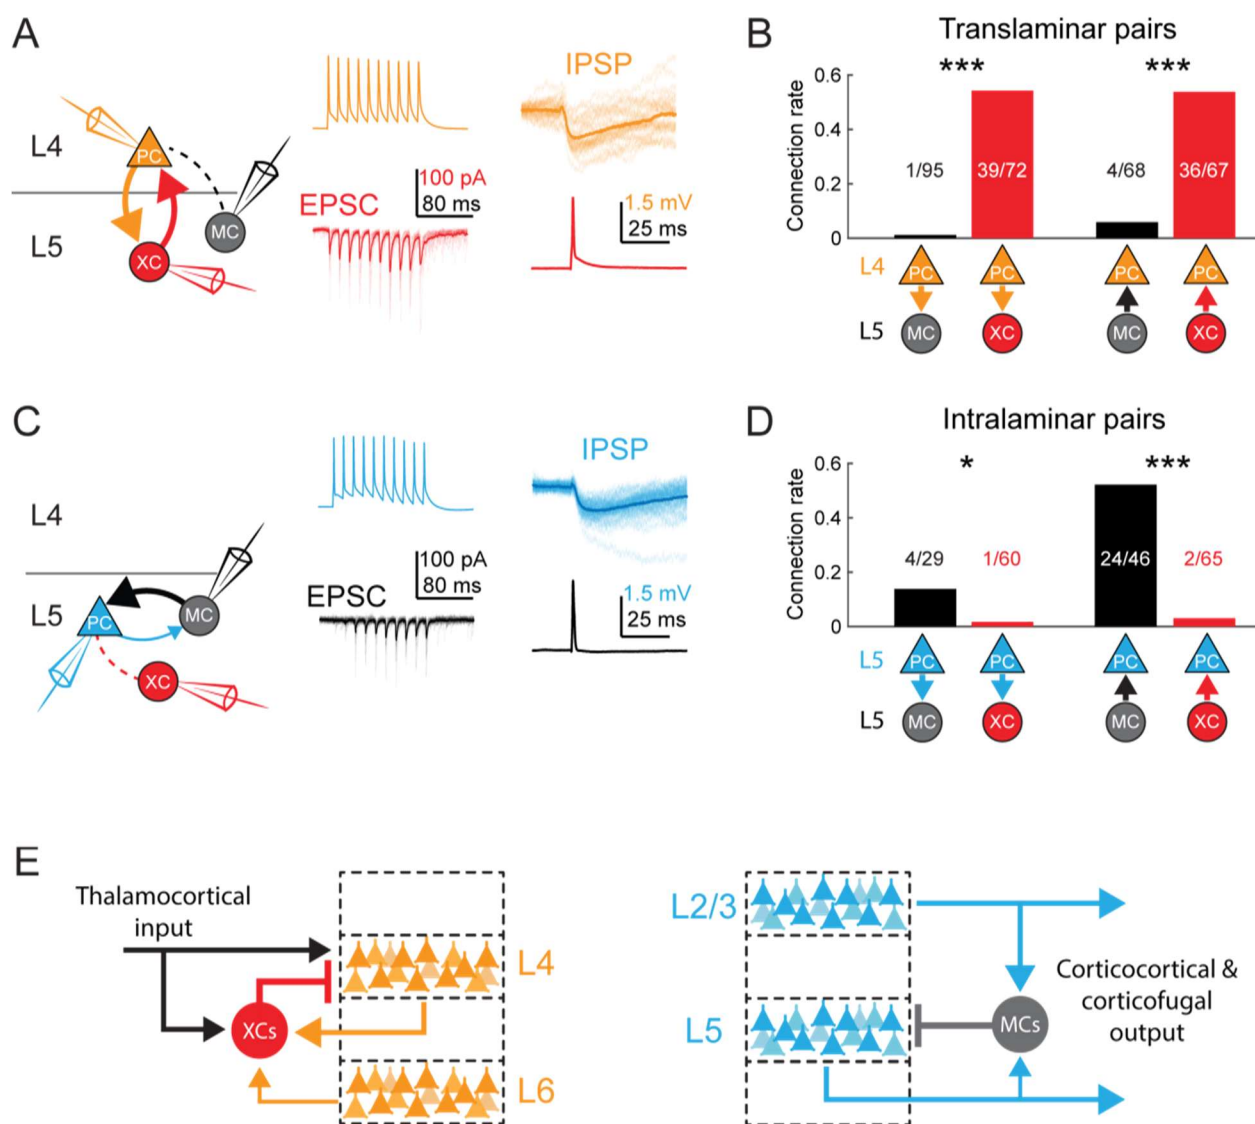 A
L4
L5
PC
MC
XC
EPSC
100 pA
80 ms
IPSP
1.5 mV
25 ms
B
Translaminar pairs
***
***
Connection rate
0.6
0.4
0.2
0
1/95
39/72
4/68
36/67
L4
PC
PC
PC
PC
L5
MC
XC
MC
XC
C
L4
L5
PC
MC
XC
EPSC
100 pA
80 ms
IPSP
1.5 mV
25 ms
D
Intralaminar pairs
*
***
Connection rate
0.6
0.4
0.2
0
4/29
1/60
24/46
2/65
L5
PC
PC
PC
PC
L5
MC
XC
MC
XC
E
Thalamocortical
input
XCs
L4
L6
L2/3
L5
MCs
Corticocortical &
corticofugal
output